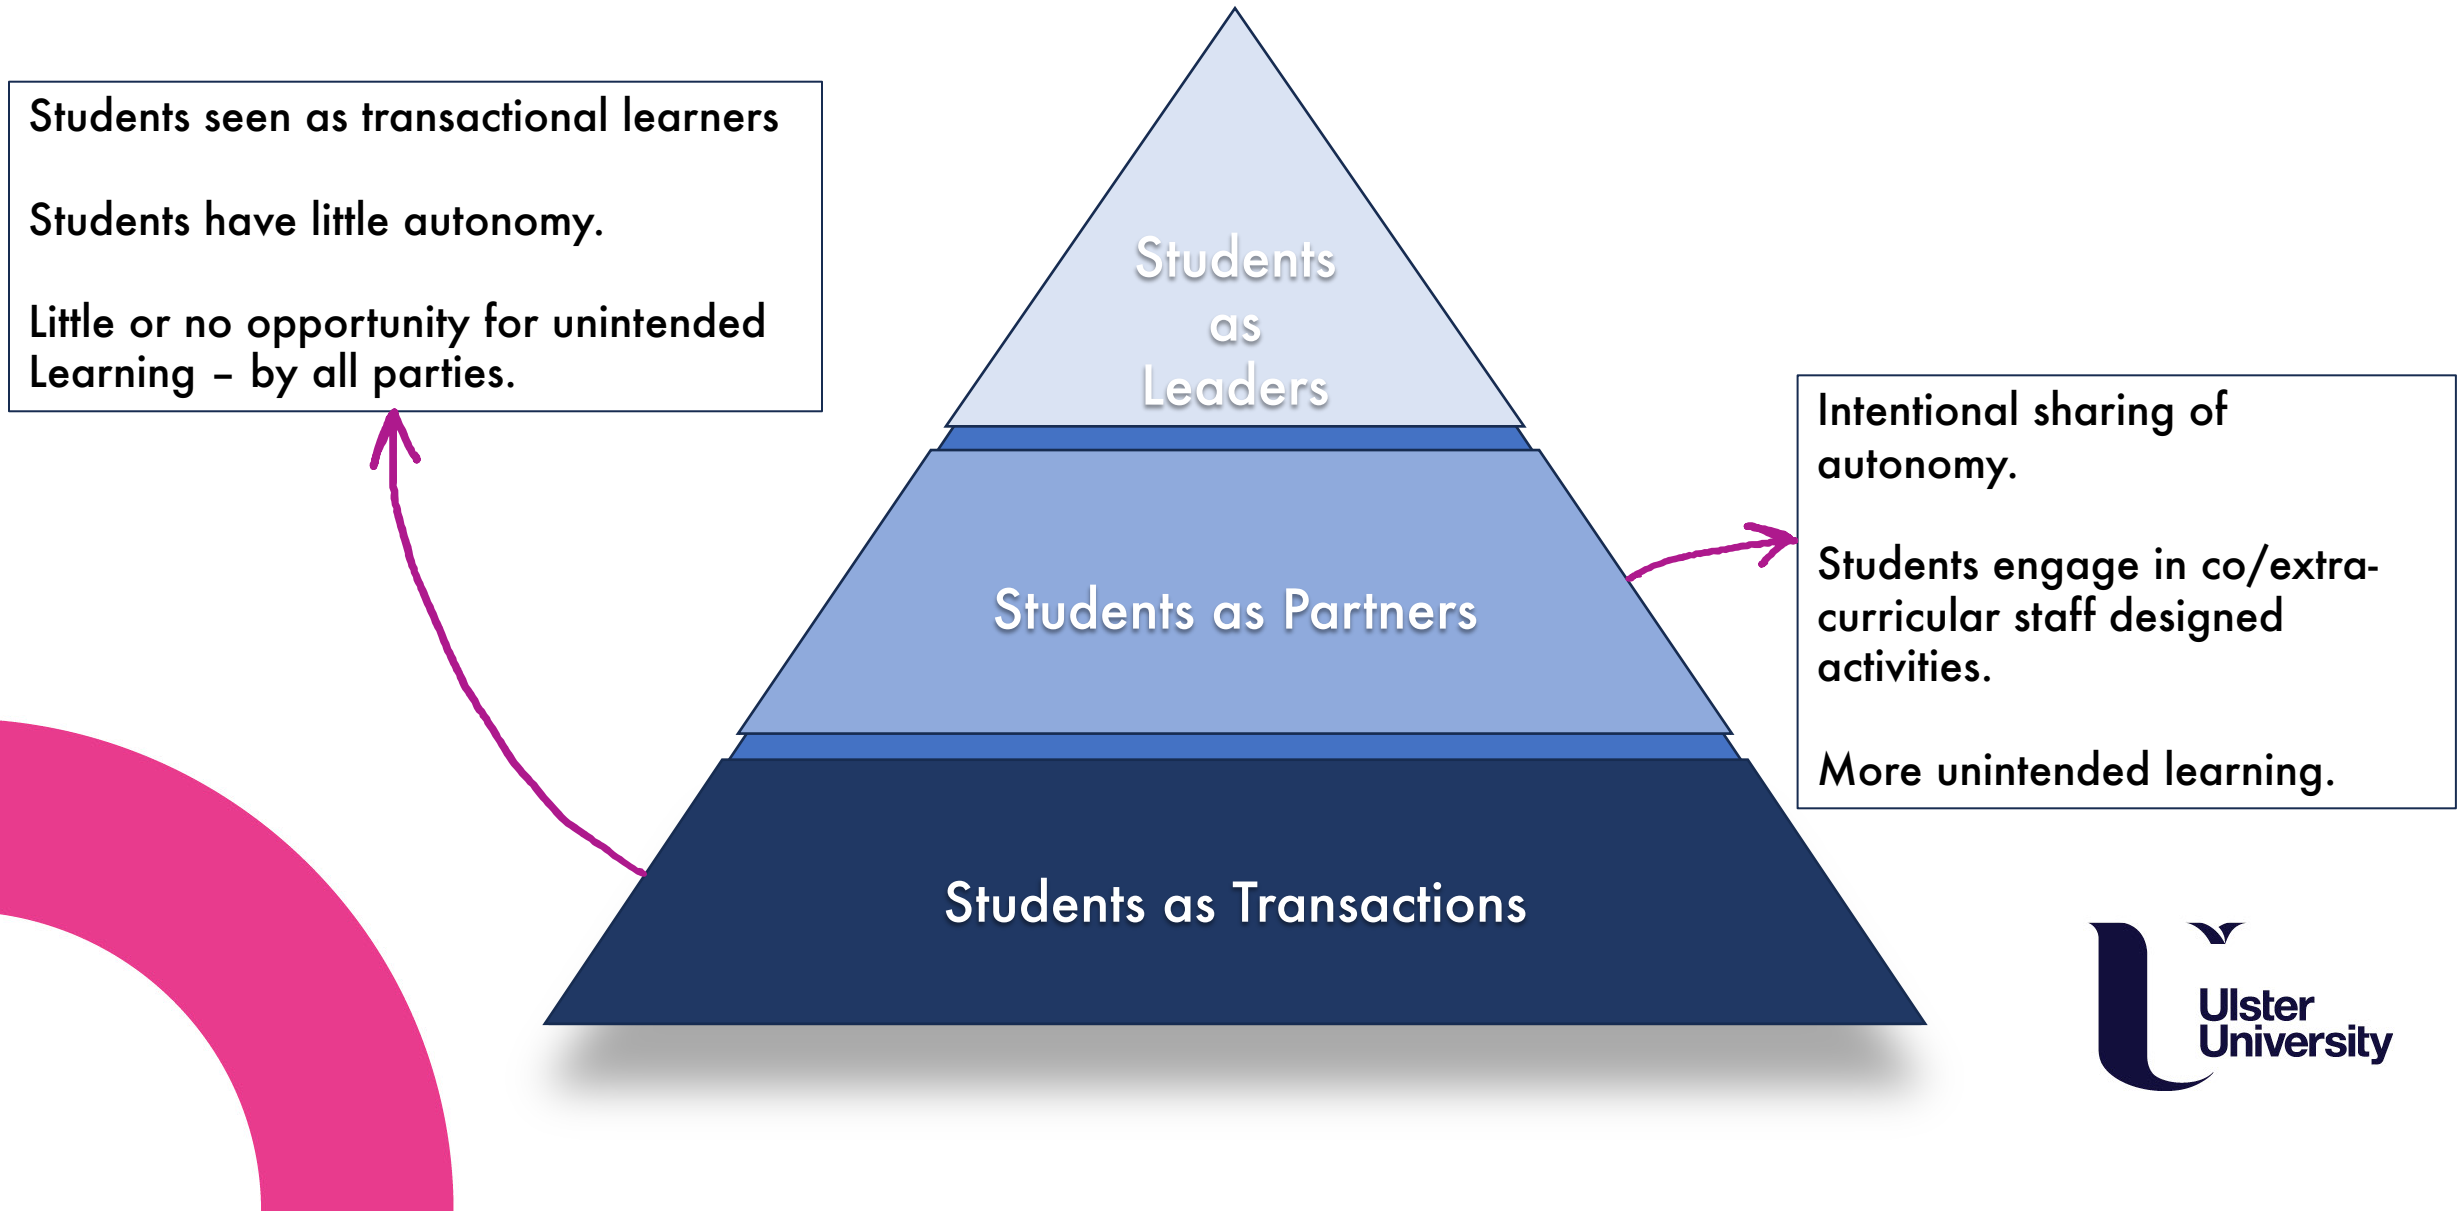 Students seen as transactional learners
Students have little autonomy.
Little or no opportunity for unintended
Learning – by all parties.
Students
as
Leaders
Students as Partners
Students as Transactions
Intentional sharing of
autonomy.
Students engage in co/extra-
curricular staff designed
activities.
More unintended learning.
Ulster
University